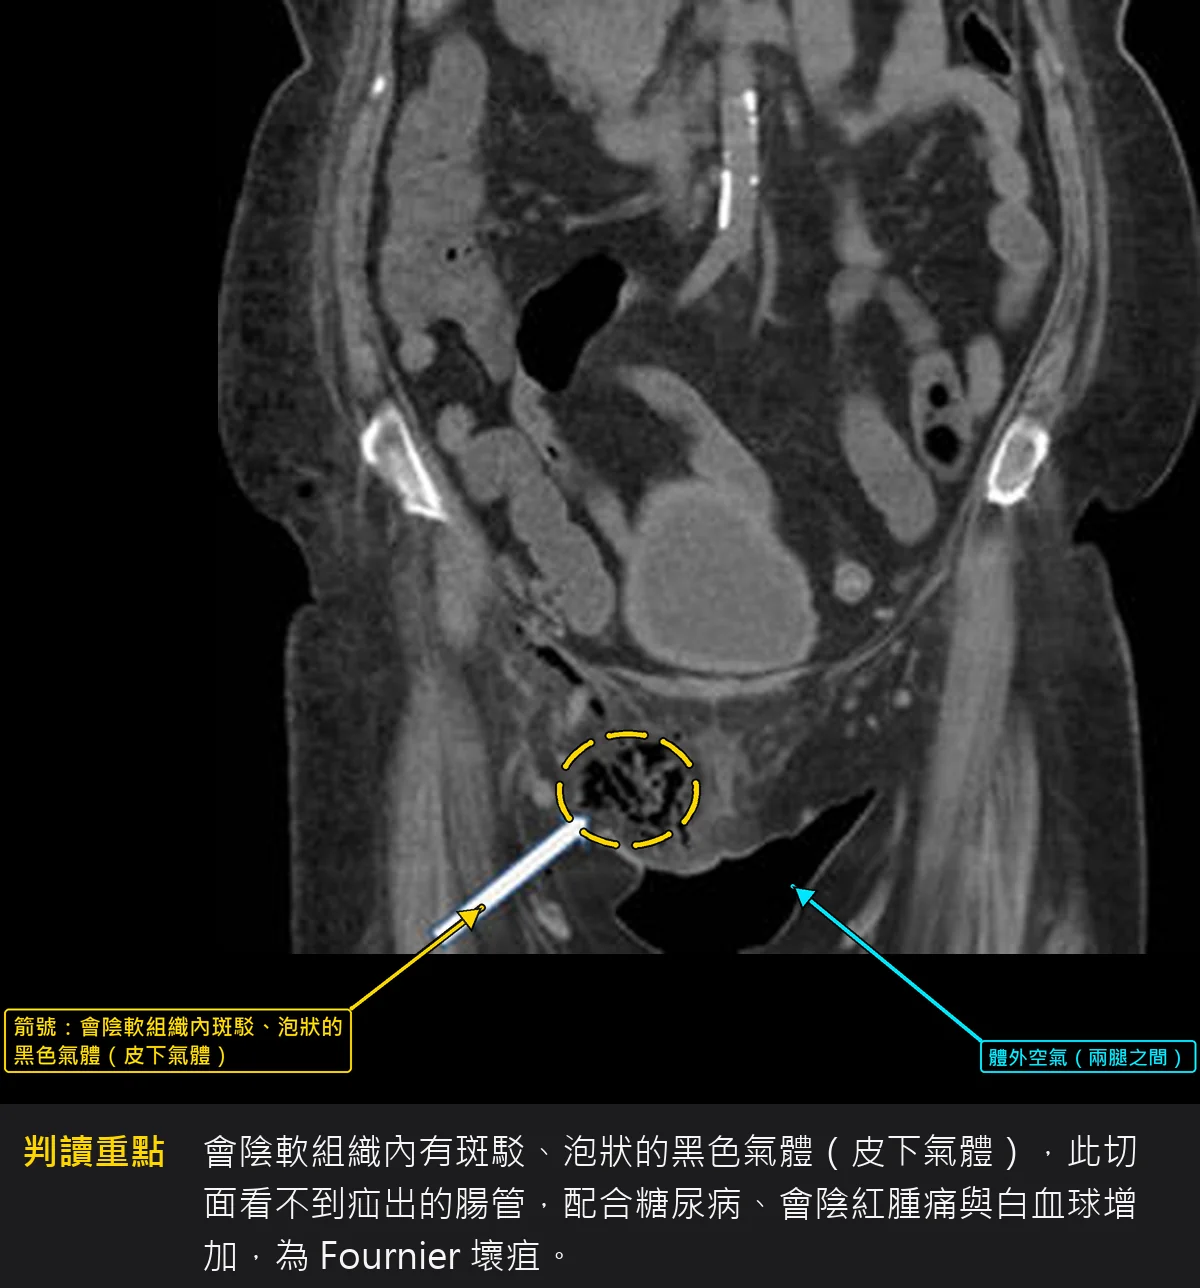 箭號：會陰軟組織內斑駁、泡狀的
黑色氣體（皮下氣體）
體外空氣（兩腿之間）
判讀重點
會陰軟組織內有斑駁、泡狀的黑色氣體（皮下氣體），此切
面看不到疝出的腸管，配合糖尿病、會陰紅腫痛與白血球增
加，為 Fournier 壞疽。